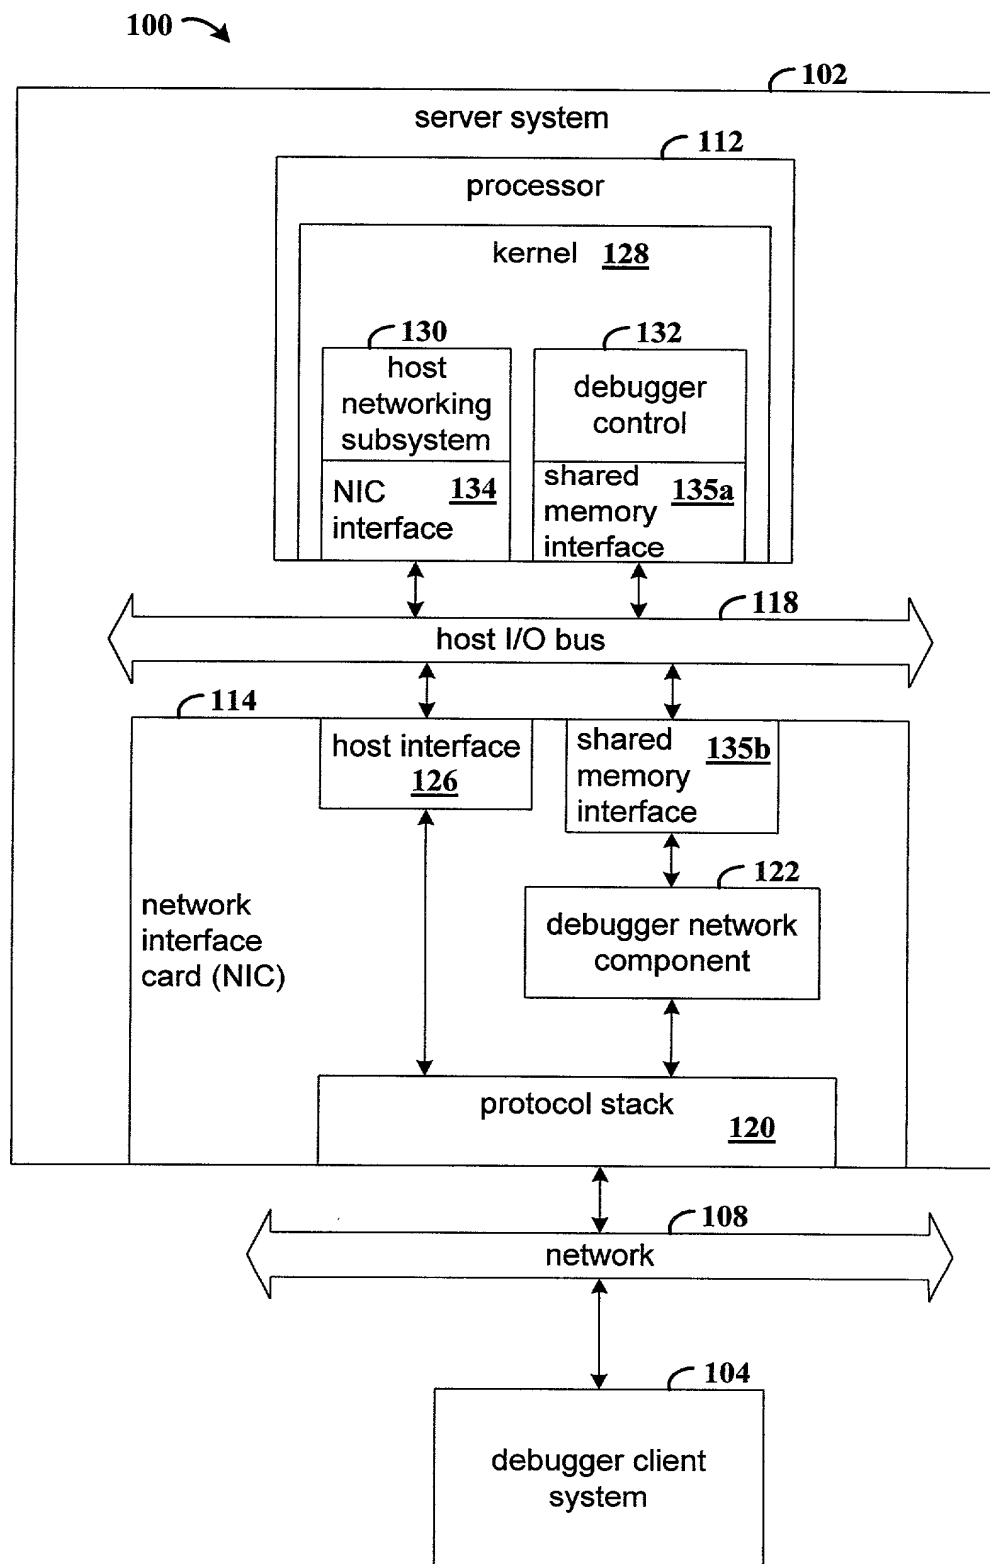 100
102
server system
112
processor
kernel 128
130
132
host
networking
subsystem
debugger
control
NIC
interface
134
shared
memory
interface
135a
118
host I/O bus
114
host interface
126
shared
memory
interface
135b
122
network
interface
card (NIC)
debugger network
component
protocol stack
120
108
network
104
debugger client
system